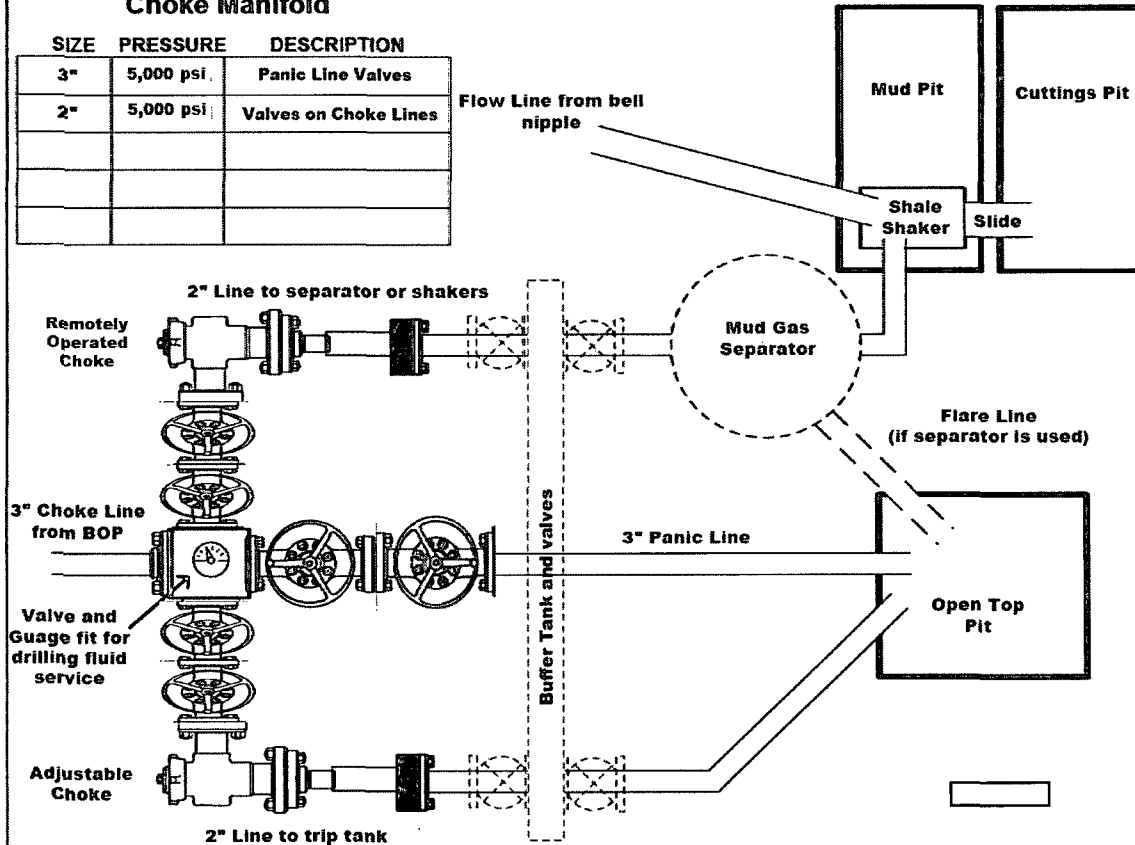 Choke Manifold
SIZE PRESSURE DESCRIPTION
3" 5,000 psi Panic Line Valves
2" 5,000 psi Valves on Choke Lines
Flow Line from bell
nipple
Mud Pit
Cuttings Pit
Shale
Shaker
Slide
2" Line to separator or shakers
Remotely
Operated
Choke
Mud Gas
Separator
Flare Line
(if separator is used)
3" Choke Line
from BOP
3" Panic Line
Buffer Tank and valves
Open Top
Pit
Valve and
Guage fit for
drilling fluid
service
Adjustable
Choke
2" Line to trip tank